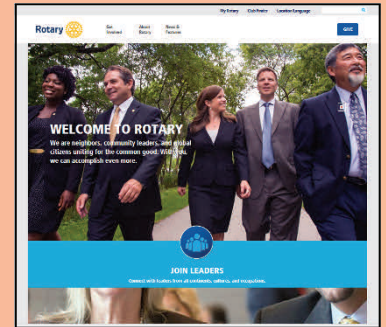 My Rotary Club Finder Location/Language
Rotary
Get Involved
About Rotary
News & Features
GIVE
WELCOME TO ROTARY
We are neighbors, community leaders, and global
citizens uniting for the common good. With you,
we can accomplish even more.
JOIN LEADERS
Connect with leaders from all continents, cultures, and occupations.